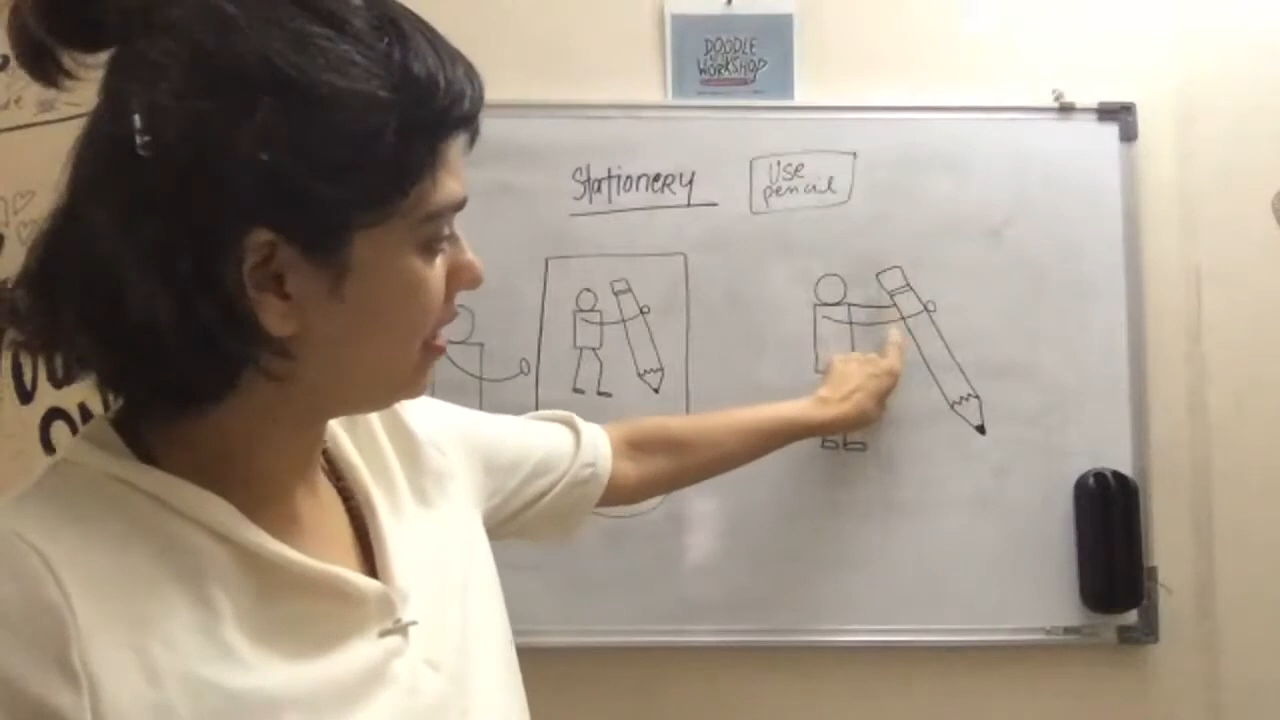 DOODLE
WORKSHOP
Stationery
Use
pencil